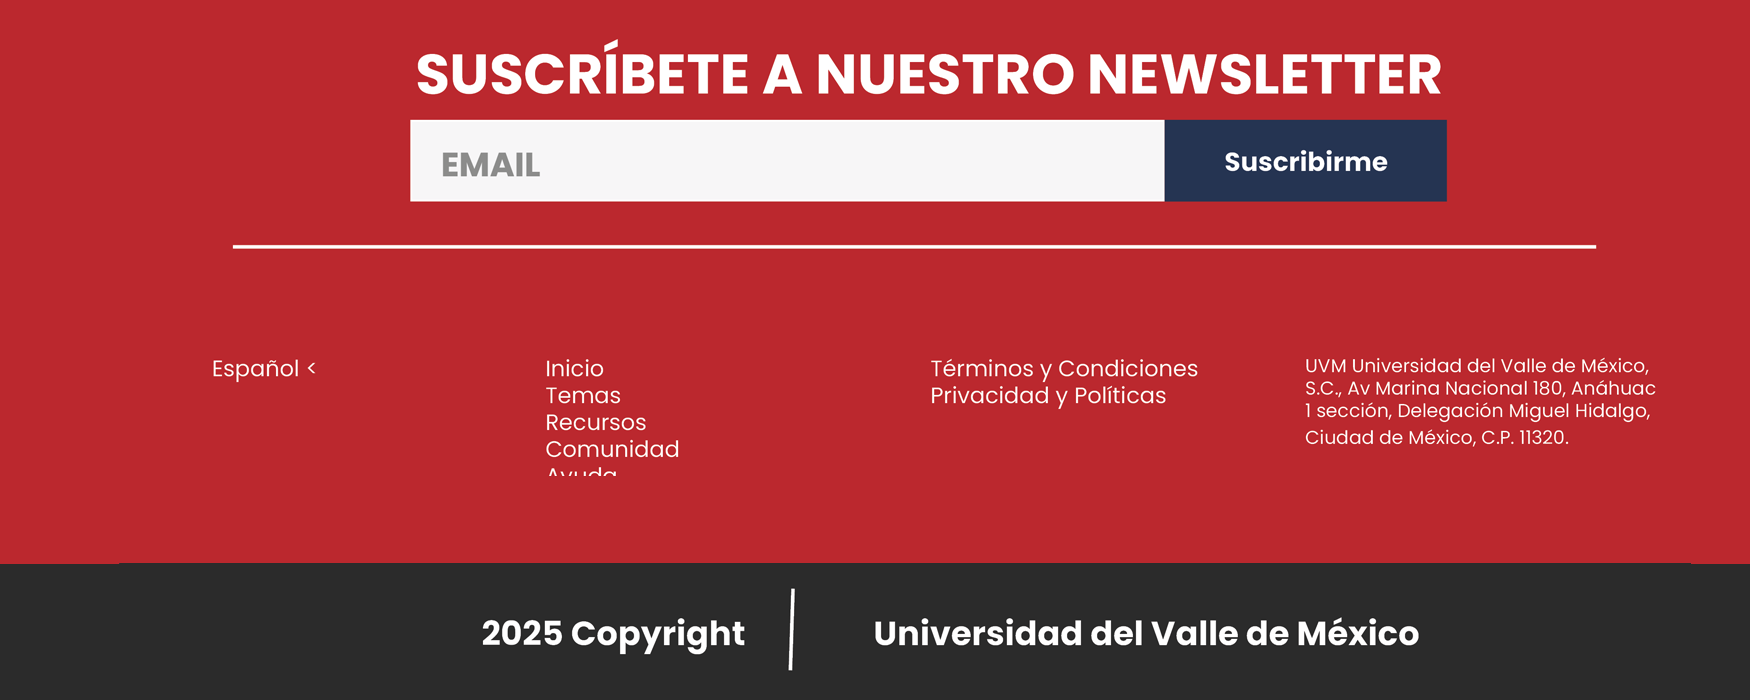 SUSCRÍBETE A NUESTRO NEWSLETTER
EMAIL
Suscribirme
Español <
Inicio
Temas
Recursos
Comunidad
Ayuda
Términos y Condiciones
Privacidad y Políticas
UVM Universidad del Valle de México,
S.C., Av Marina Nacional 180, Anáhuac
1 sección, Delegación Miguel Hidalgo,
Ciudad de México, C.P. 11320.
2025 Copyright
Universidad del Valle de México